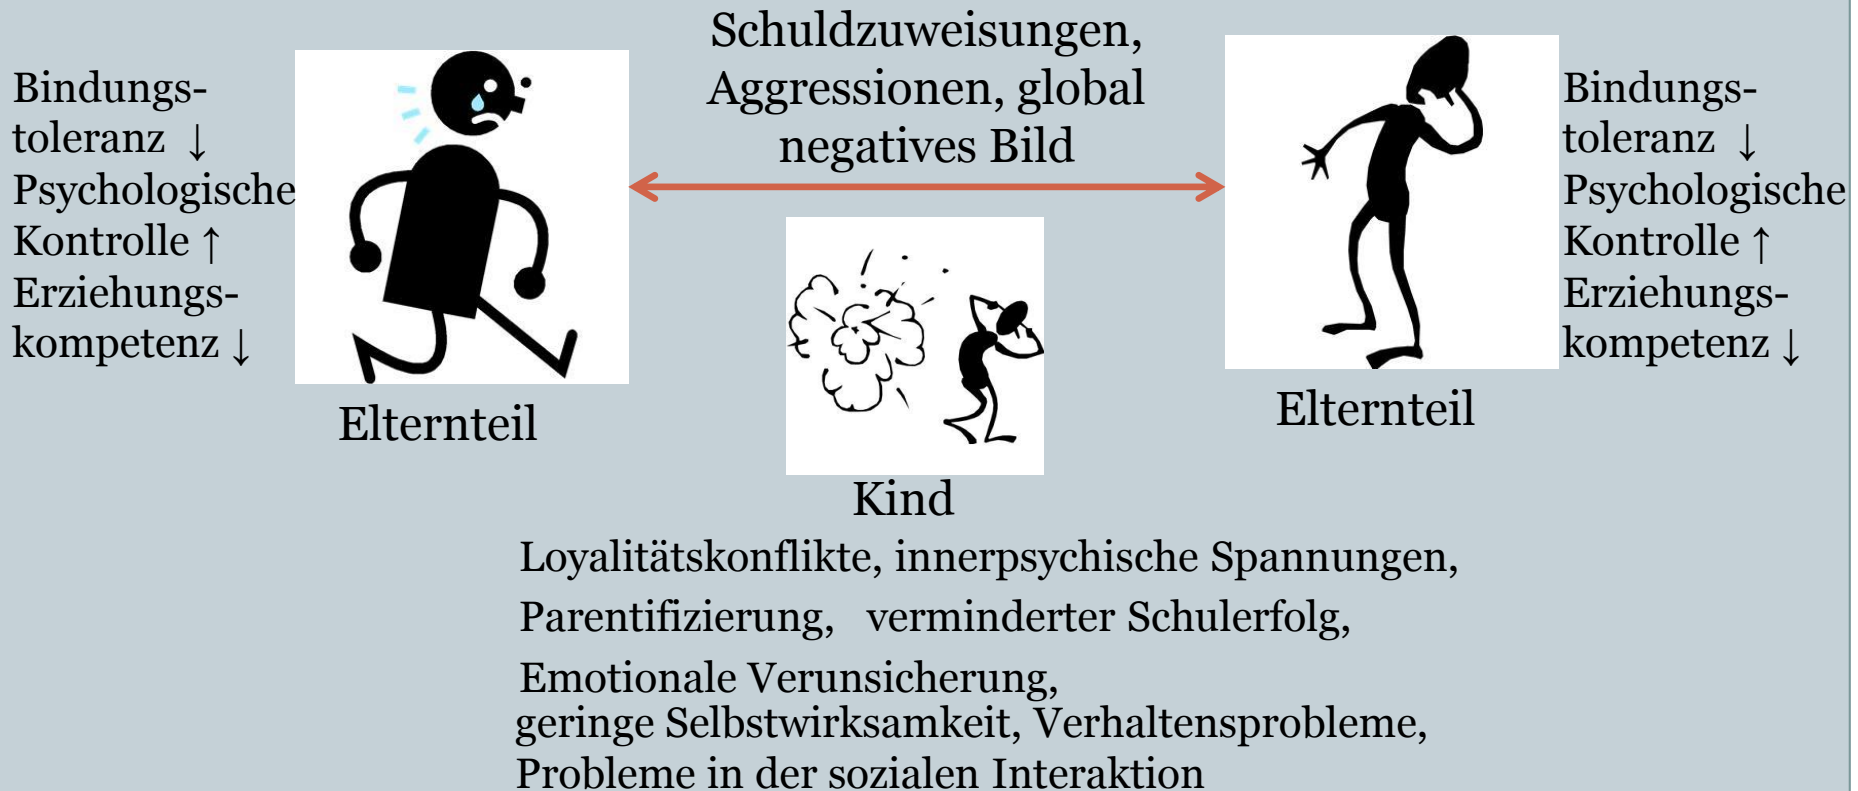 Schuldzuweisungen,
Aggressionen, global
negatives Bild
Bindungs-
toleranz ↓
Psychologische
Kontrolle ↑
Erziehungs-
kompetenz ↓
Elternteil
Bindungs-
toleranz ↓
Psychologische
Kontrolle ↑
Erziehungs-
kompetenz ↓
Elternteil
Kind
Loyalitätskonflikte, innerpsychische Spannungen,
Parentifizierung, verminderter Schulerfolg,
Emotionale Verunsicherung,
geringe Selbstwirksamkeit, Verhaltensprobleme,
Probleme in der sozialen Interaktion